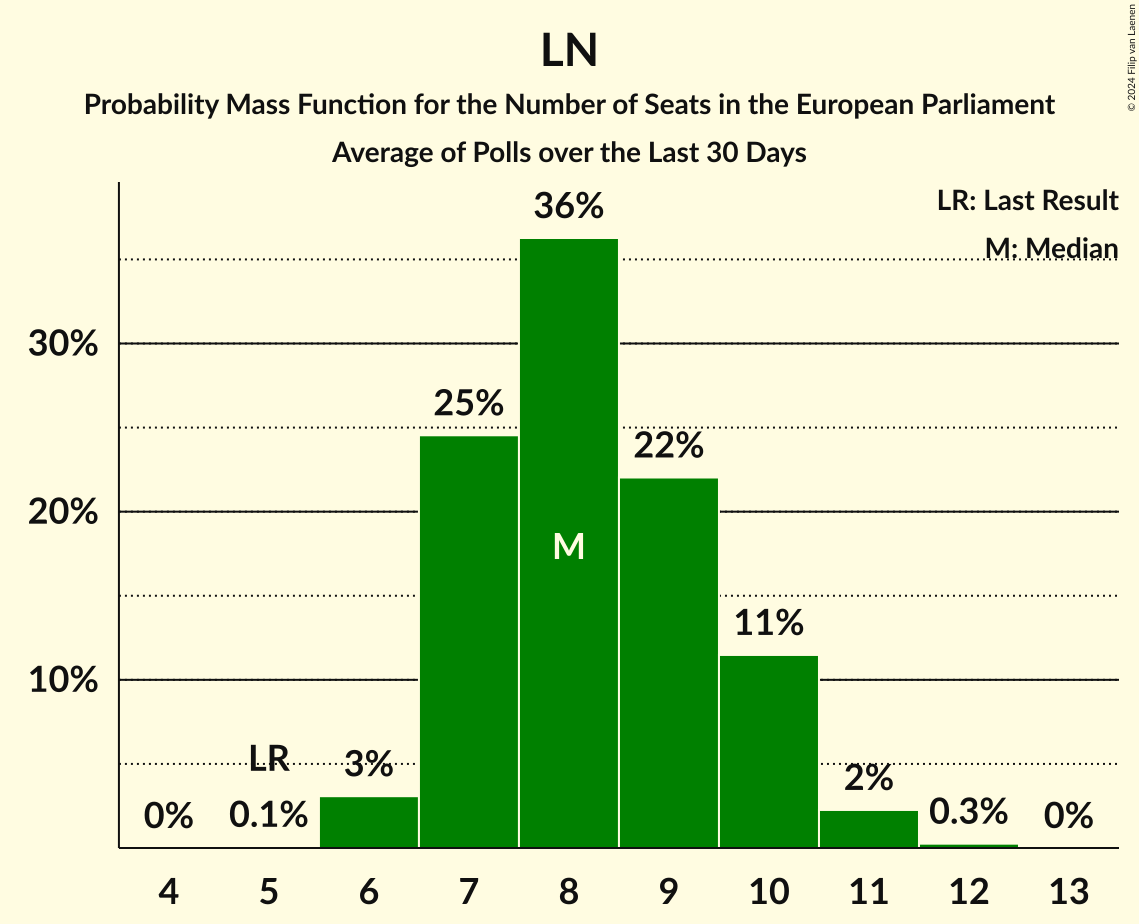 LN
Probability Mass Function for the Number of Seats in the European Parliament
Average of Polls over the Last 30 Days
© 2024 Filip van Laenen
LR: Last Result
M: Median
36%
30%
25%
22%
20%
M
11%
10%
LR
3%
2%
0%
0.1%
0.3%
0%
4 5 6 7 8 9 10 11 12 13